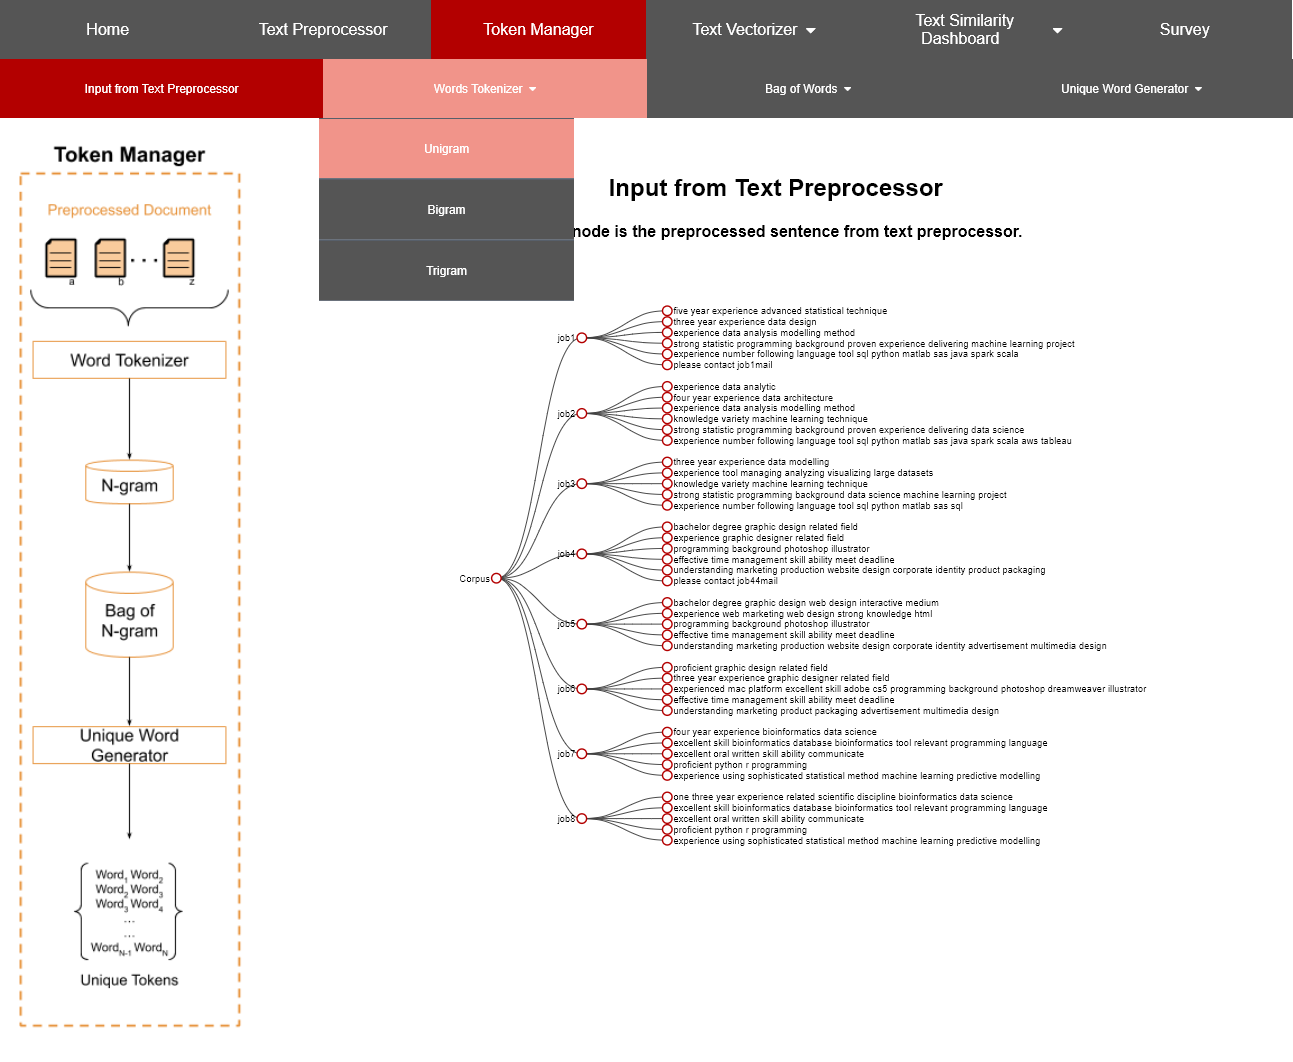 Home
Text Preprocessor
Token Manager
Text Vectorizer
Text Similarity
Dashboard
Survey
Input from Text Preprocessor
Words Tokenizer
Bag of Words
Unique Word Generator
Unigram
Bigram
Trigram
Token Manager
Preprocessed Document
a b z
Word Tokenizer
N-gram
Bag of
N-gram
Unique Word
Generator
Word1 Word2
Word2 Word3
Word3 Word4
...
...
WordN-1 WordN
Unique Tokens
Input from Text Preprocessor
node is the preprocessed sentence from text preprocessor.
Corpus
job1
five year experience advanced statistical technique
three year experience data design
experience data analysis modelling method
strong statistic programming background proven experience delivering machine learning project
experience number following language tool sql python matlab sas java spark scala
please contact job1mail
job2
experience data analytic
four year experience data architecture
experience data analysis modelling method
knowledge variety machine learning technique
strong statistic programming background proven experience delivering data science
experience number following language tool sql python matlab sas java spark scala aws tableau
job3
three year experience data modelling
experience tool managing analyzing visualizing large datasets
knowledge variety machine learning technique
strong statistic programming background data science machine learning project
experience number following language tool sql python matlab sas sql
job4
bachelor degree graphic design related field
experience graphic designer related field
programming background photoshop illustrator
effective time management skill ability meet deadline
understanding marketing production website design corporate identity product packaging
please contact job44mail
job5
bachelor degree graphic design web design interactive medium
experience web marketing web design strong knowledge html
programming background photoshop illustrator
effective time management skill ability meet deadline
understanding marketing production website design corporate identity advertisement multimedia design
job6
proficient graphic design related field
three year experience graphic designer related field
experienced mac platform excellent skill adobe cs5 programming background photoshop dreamweaver illustrator
effective time management skill ability meet deadline
understanding marketing product packaging advertisement multimedia design
job7
four year experience bioinformatics data science
excellent skill bioinformatics database bioinformatics tool relevant programming language
excellent oral written skill ability communicate
proficient python r programming
experience using sophisticated statistical method machine learning predictive modelling
job8
one three year experience related scientific discipline bioinformatics data science
excellent skill bioinformatics database bioinformatics tool relevant programming language
excellent oral written skill ability communicate
proficient python r programming
experience using sophisticated statistical method machine learning predictive modelling